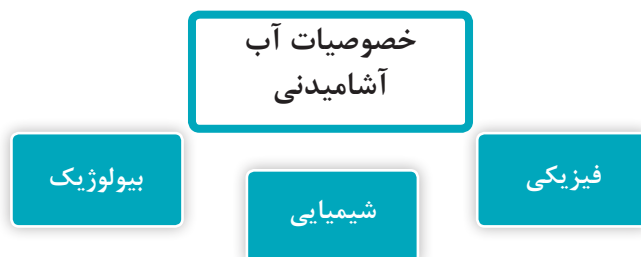 خصوصیات آب
آشامیدنی
فیزیکی
شیمیایی
بیولوژیک